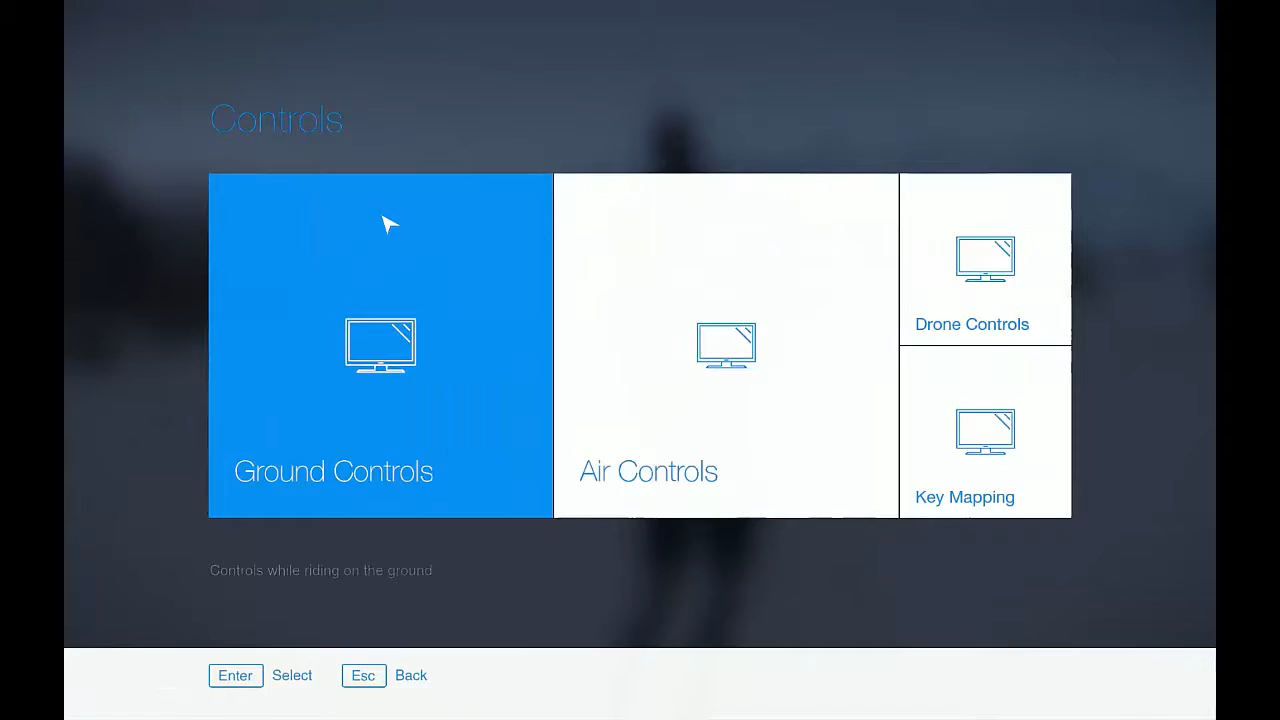 Controls
Ground Controls
Air Controls
Drone Controls
Key Mapping
Controls while riding on the ground
Enter Select Esc Back